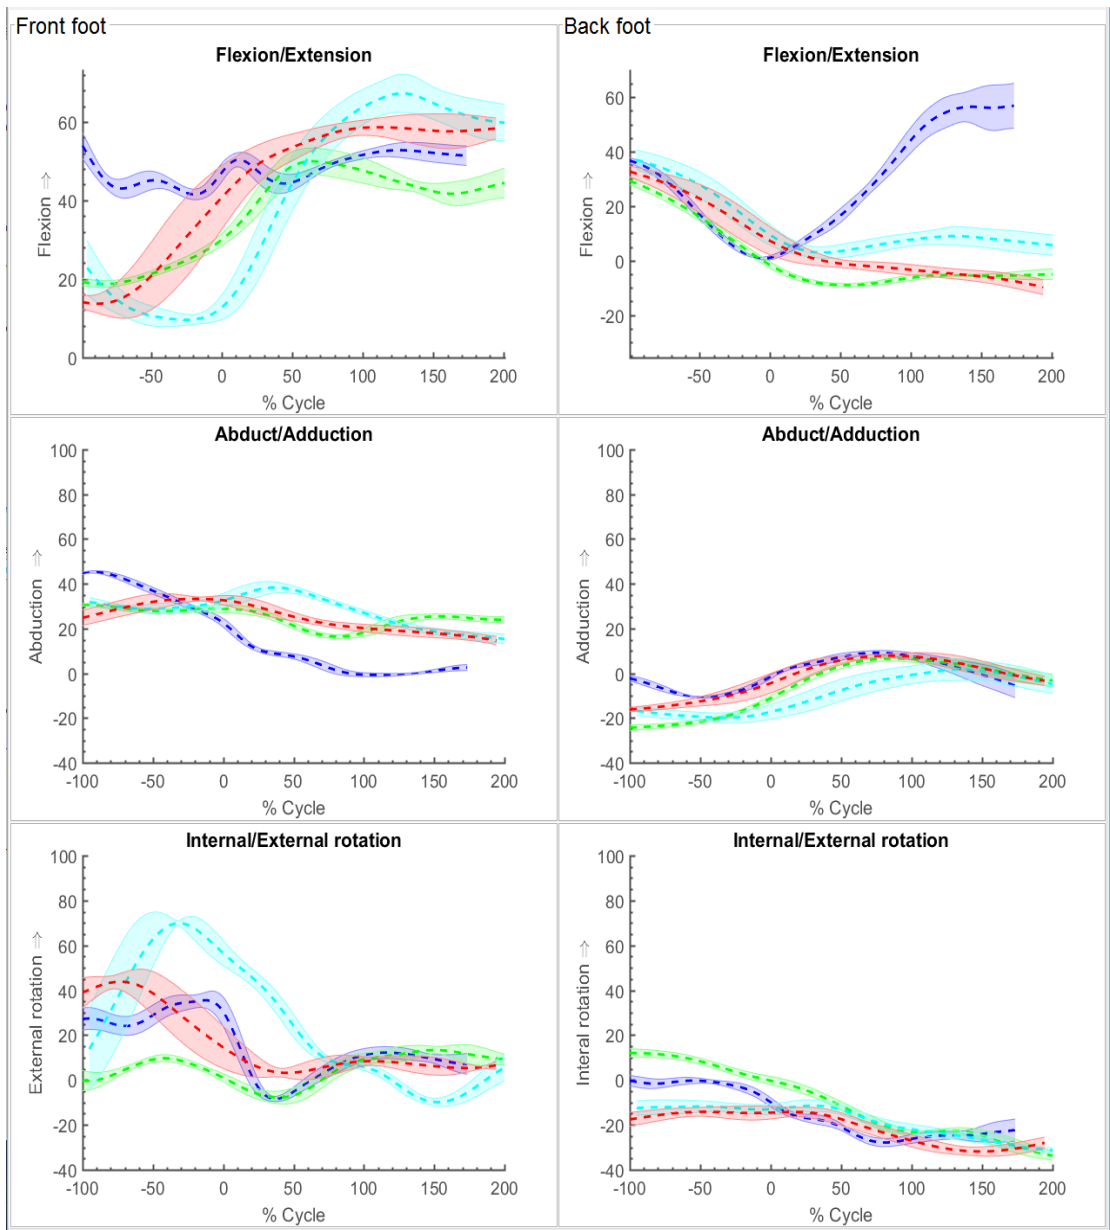 Front foot
Back foot
Flexion/Extension
Flexion ⇒
60
40
20
0
-50 0 50 100 150 200
% Cycle
Flexion/Extension
Flexion ⇒
60
40
20
0
-20
-50 0 50 100 150 200
% Cycle
Abduct/Adduction
Abduction ⇒
100
80
60
40
20
0
-20
-40
-100 -50 0 50 100 150 200
% Cycle
Abduct/Adduction
Adduction ⇒
100
80
60
40
20
0
-20
-40
-100 -50 0 50 100 150 200
% Cycle
Internal/External rotation
External rotation ⇒
100
80
60
40
20
0
-20
-40
-100 -50 0 50 100 150 200
% Cycle
Internal/External rotation
Interal rotation ⇒
100
80
60
40
20
0
-20
-40
-100 -50 0 50 100 150 200
% Cycle